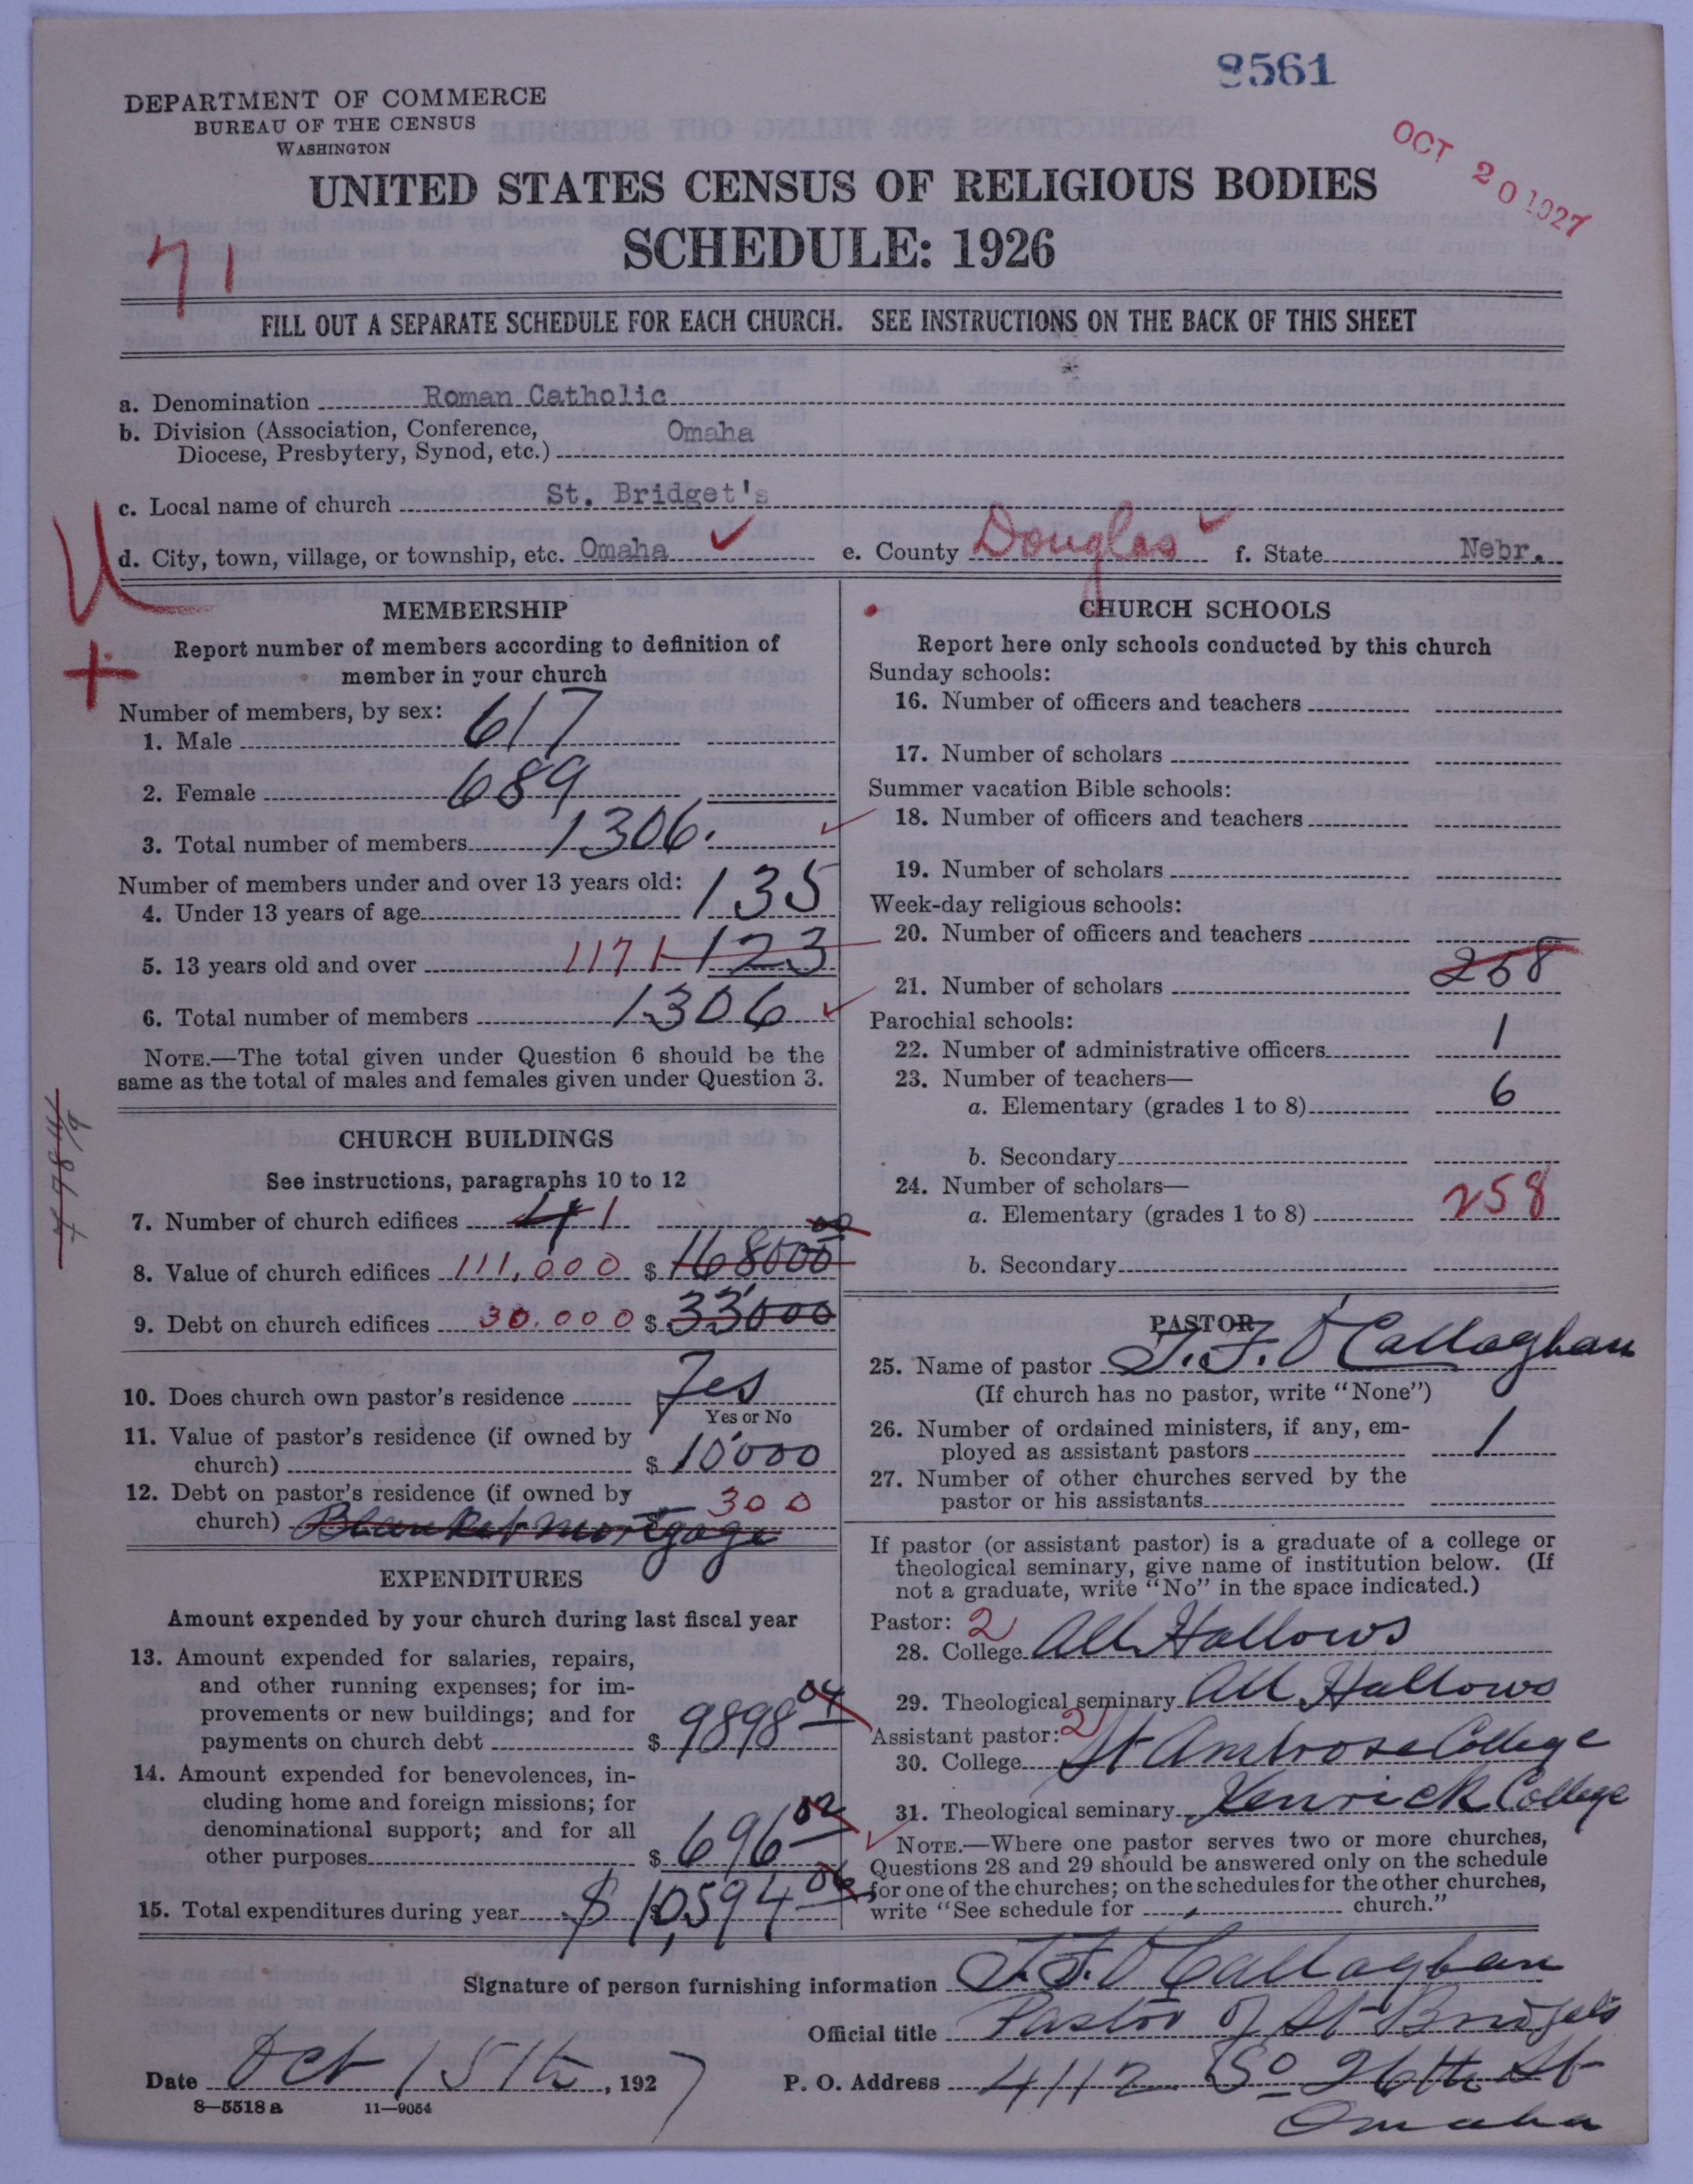 8561
DEPARTMENT OF COMMERCE
BUREAU OF THE CENSUS
WASHINGTON
OCT 20 1927
UNITED STATES CENSUS OF RELIGIOUS BODIES
SCHEDULE: 1926
71
FILL OUT A SEPARATE SCHEDULE FOR EACH CHURCH. SEE INSTRUCTIONS ON THE BACK OF THIS SHEET
a. Denomination Roman Catholic
b. Division (Association, Conference, Omaha
Diocese, Presbytery, Synod, etc.)
c. Local name of church St. Bridget's
d. City, town, village, or township, etc. Omaha e. County Douglas f. State Nebr.
MEMBERSHIP
Report number of members according to definition of
member in your church
Number of members, by sex:
1. Male 617
2. Female 689
3. Total number of members 1306.
Number of members under and over 13 years old:
4. Under 13 years of age 135
5. 13 years old and over 1171 123
6. Total number of members 1306
NOTE.—The total given under Question 6 should be the
same as the total of males and females given under Question 3.
CHURCH BUILDINGS
See instructions, paragraphs 10 to 12
7. Number of church edifices 4 1
8. Value of church edifices 111,000 $ 168000 00
9. Debt on church edifices 30.000 $ 33'000
10. Does church own pastor's residence Yes
Yes or No
11. Value of pastor's residence (if owned by
church) $ 10'000
12. Debt on pastor's residence (if owned by
church) Blanket mortgage $ 300
EXPENDITURES
Amount expended by your church during last fiscal year
13. Amount expended for salaries, repairs,
and other running expenses; for im-
provements or new buildings; and for
payments on church debt $ 9898 04
14. Amount expended for benevolences, in-
cluding home and foreign missions; for
denominational support; and for all
other purposes $ 696 02
15. Total expenditures during year $ 10,594 06
CHURCH SCHOOLS
Report here only schools conducted by this church
Sunday schools:
16. Number of officers and teachers
17. Number of scholars
Summer vacation Bible schools:
18. Number of officers and teachers
19. Number of scholars
Week-day religious schools:
20. Number of officers and teachers
21. Number of scholars 258
Parochial schools:
22. Number of administrative officers 1
23. Number of teachers—
a. Elementary (grades 1 to 8) 6
b. Secondary
24. Number of scholars—
a. Elementary (grades 1 to 8) 258
b. Secondary
PASTOR
25. Name of pastor J. F. O'Callaghan
(If church has no pastor, write "None")
26. Number of ordained ministers, if any, em-
ployed as assistant pastors 1
27. Number of other churches served by the
pastor or his assistants
If pastor (or assistant pastor) is a graduate of a college or
theological seminary, give name of institution below. (If
not a graduate, write "No" in the space indicated.)
Pastor: 2
28. College All Hallows
29. Theological seminary All Hallows
Assistant pastor: 2
30. College St Ambrose College
31. Theological seminary Kenrick College
NOTE.—Where one pastor serves two or more churches,
Questions 28 and 29 should be answered only on the schedule
for one of the churches; on the schedules for the other churches,
write "See schedule for church."
Signature of person furnishing information J. F. O'Callaghan
Official title Pastor of St Bridgets
Date Oct 15th, 1927 P. O. Address 4112 So 26th St
Omaha
8—5518 a 11—9054